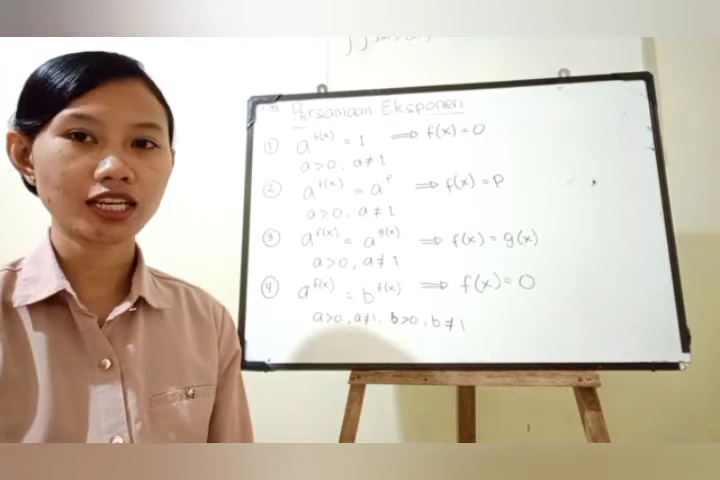 Persamaan Eksponen
① a^f(x) = 1 ⟹ f(x) = 0
a>0, a≠1
② a^f(x) = a^p ⟹ f(x) = p
a>0, a≠1
③ a^f(x) = a^g(x) ⟹ f(x) = g(x)
a>0, a≠1
④ a^f(x) = b^f(x) ⟹ f(x) = 0
a>0, a≠1, b>0, b≠1